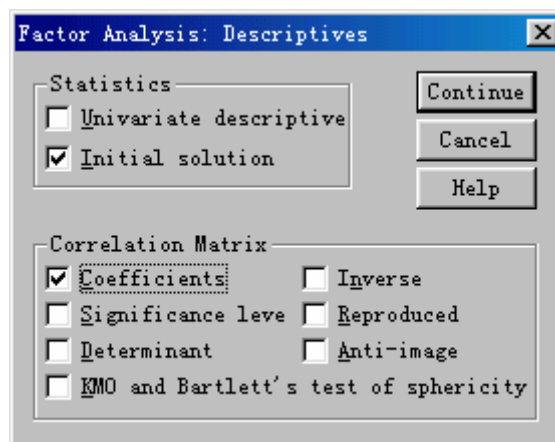 Factor Analysis: Descriptives
Statistics
Univariate descriptive
Initial solution
Continue
Cancel
Help
Correlation Matrix
Coefficients
Inverse
Significance leve
Reproduced
Determinant
Anti-image
KMO and Bartlett's test of sphericity